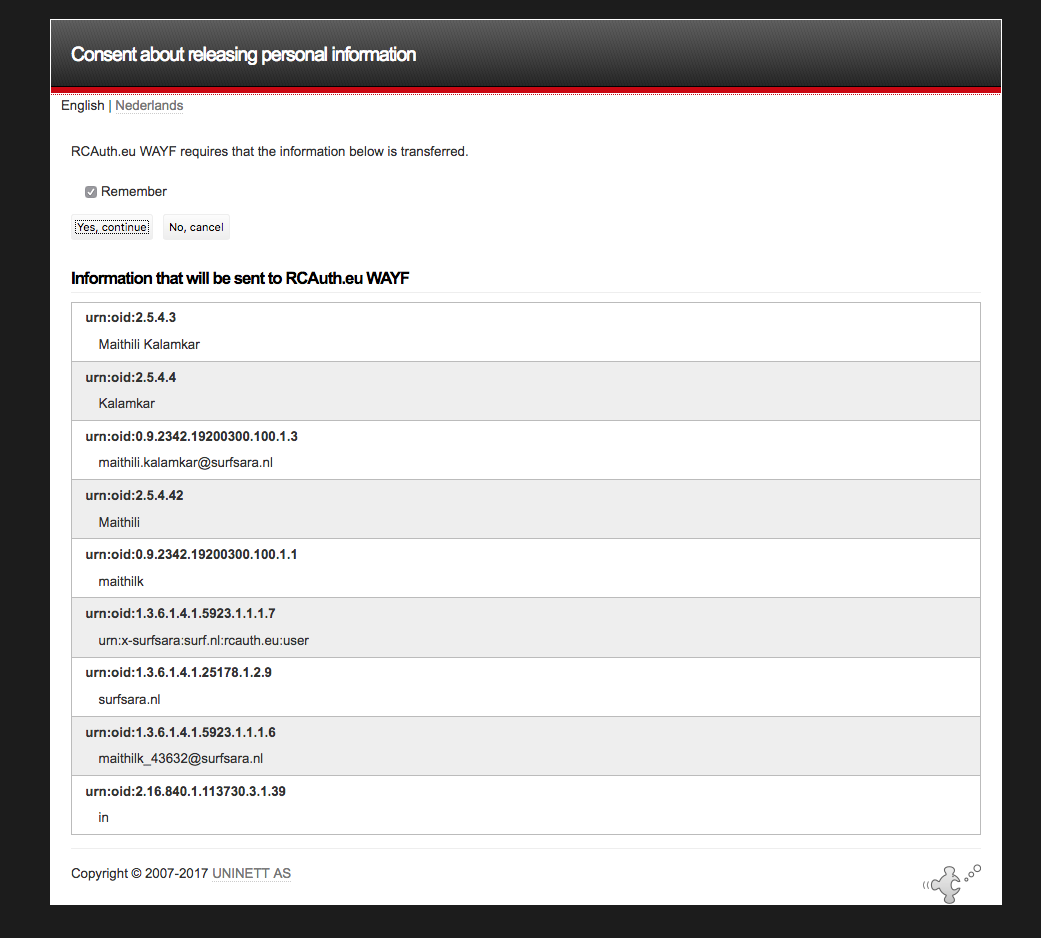 Consent about releasing personal information
English | Nederlands
RCAuth.eu WAYF requires that the information below is transferred.
Remember
Yes, continue No, cancel
Information that will be sent to RCAuth.eu WAYF
urn:oid:2.5.4.3
Maithili Kalamkar
urn:oid:2.5.4.4
Kalamkar
urn:oid:0.9.2342.19200300.100.1.3
maithili.kalamkar@surfsara.nl
urn:oid:2.5.4.42
Maithili
urn:oid:0.9.2342.19200300.100.1.1
maithilk
urn:oid:1.3.6.1.4.1.5923.1.1.1.7
urn:x-surfsara:surf.nl:rcauth.eu:user
urn:oid:1.3.6.1.4.1.25178.1.2.9
surfsara.nl
urn:oid:1.3.6.1.4.1.5923.1.1.1.6
maithilk_43632@surfsara.nl
urn:oid:2.16.840.1.113730.3.1.39
in
Copyright © 2007-2017 UNINETT AS